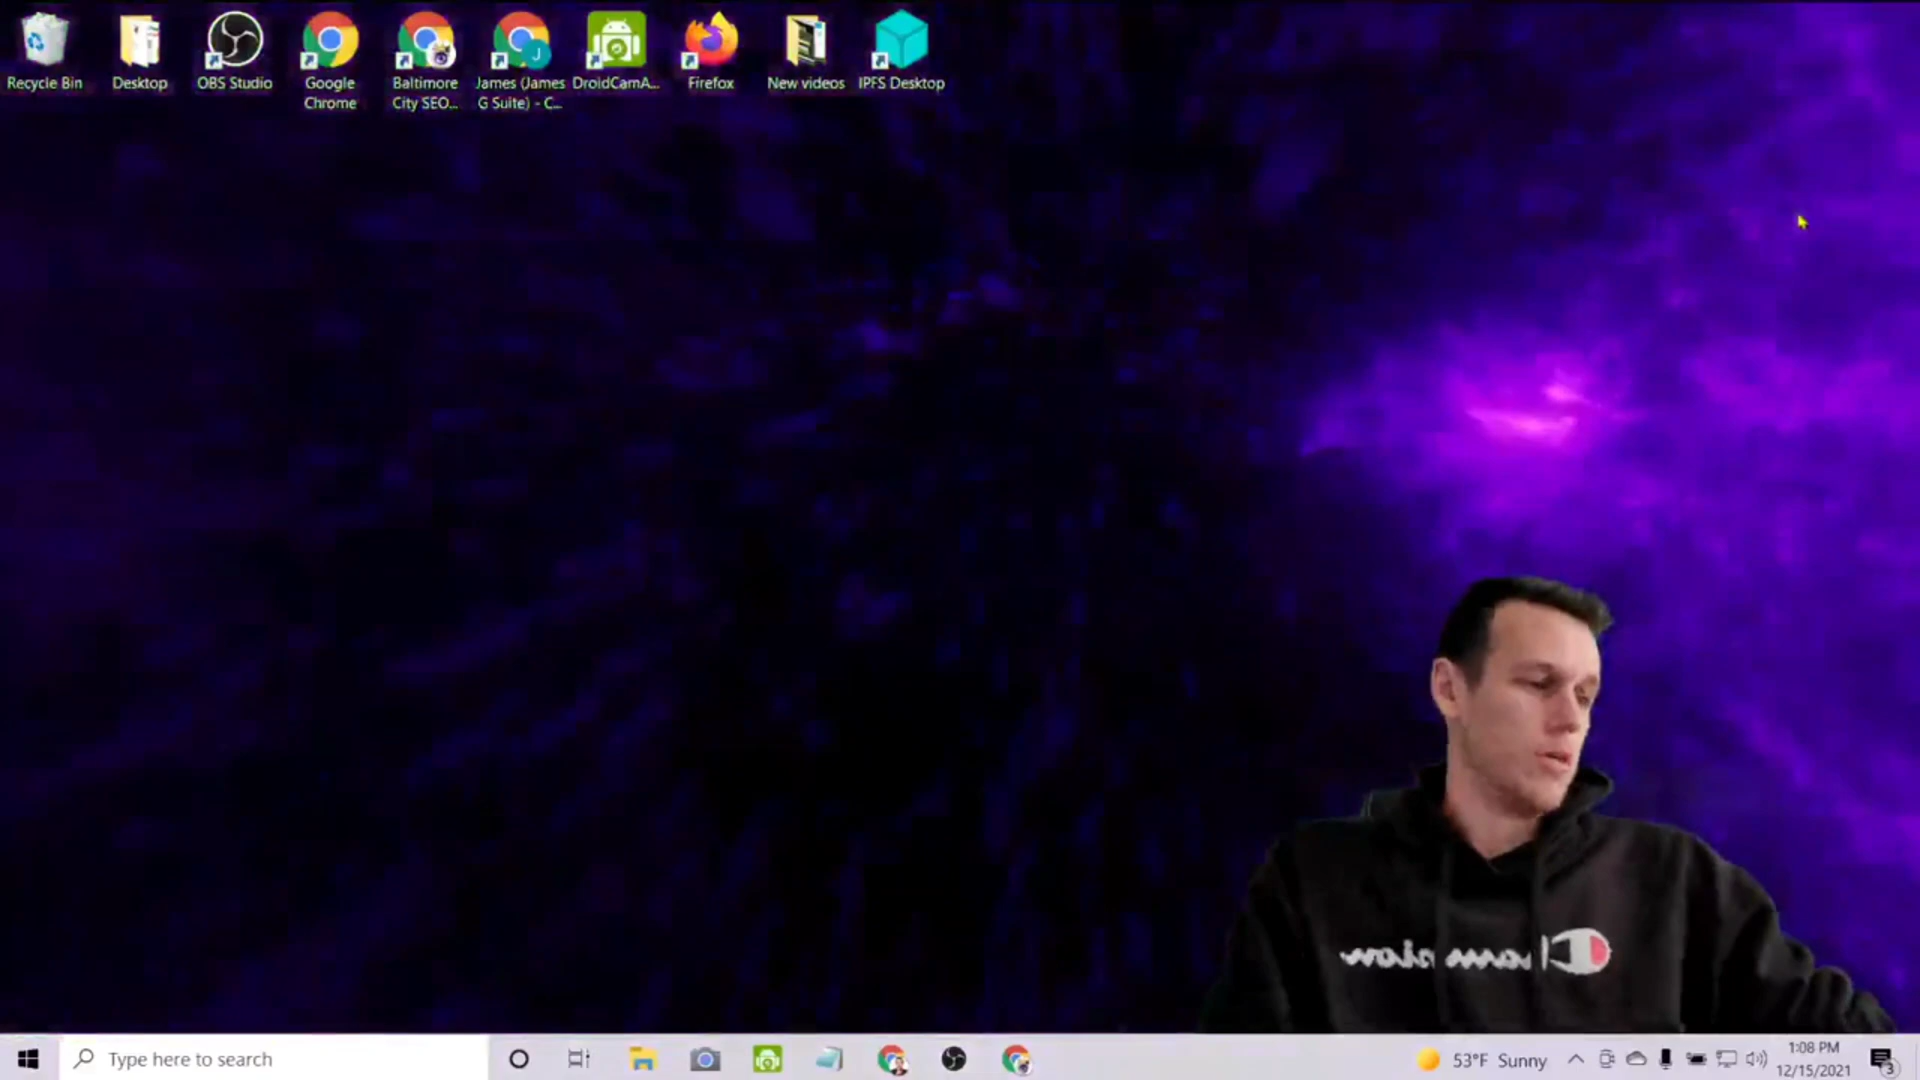 Recycle Bin
Desktop
OBS Studio
Google Chrome
Baltimore City SEO...
James (James G Suite) - C...
DroidCamA...
Firefox
New videos
IPFS Desktop
Type here to search
53°F Sunny
1:08 PM
12/15/2021
3